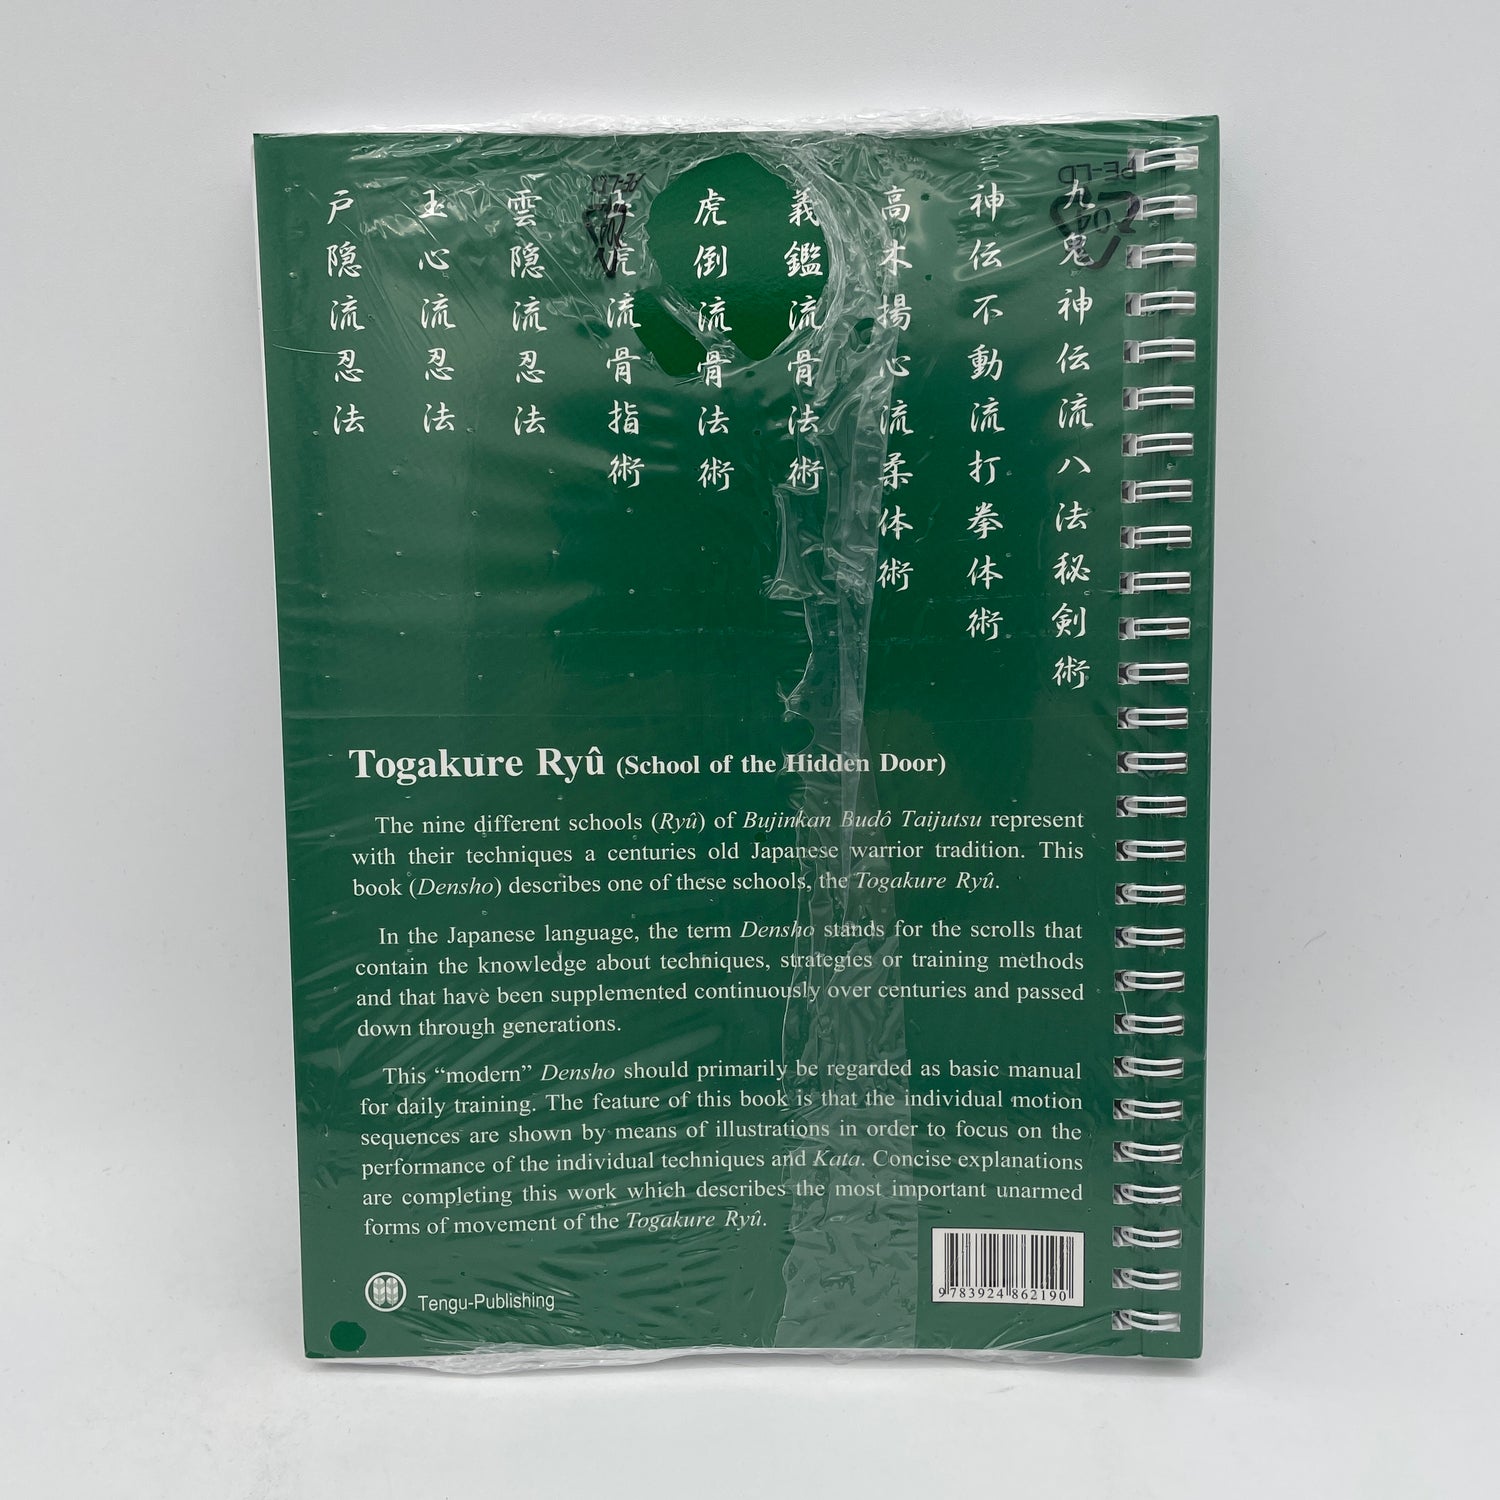 九鬼神伝流八法秘剣術
神伝不動流打拳体術
高木揚心流柔体術
義鑑流骨法術
虎倒流骨法術
玉虎流骨指術
雲隠流忍法
玉心流忍法
戸隠流忍法
PE-LD
04
Togakure Ryû (School of the Hidden Door)
The nine different schools (Ryû) of Bujinkan Budô Taijutsu represent
with their techniques a centuries old Japanese warrior tradition. This
book (Densho) describes one of these schools, the Togakure Ryû.
In the Japanese language, the term Densho stands for the scrolls that
contain the knowledge about techniques, strategies or training methods
and that have been supplemented continuously over centuries and passed
down through generations.
This “modern” Densho should primarily be regarded as basic manual
for daily training. The feature of this book is that the individual motion
sequences are shown by means of illustrations in order to focus on the
performance of the individual techniques and Kata. Concise explanations
are completing this work which describes the most important unarmed
forms of movement of the Togakure Ryû.
Tengu-Publishing
9 783924 862190